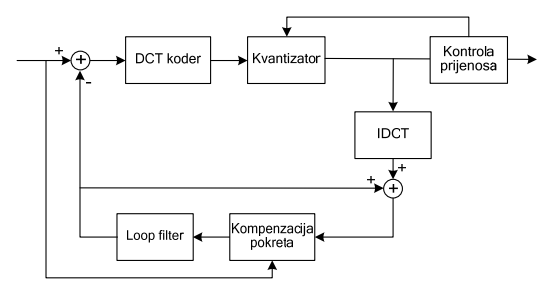 +
+
-
DCT koder
Kvantizator
Kontrola
prijenosa
IDCT
+
+
+
Loop filter
Kompenzacija
pokreta